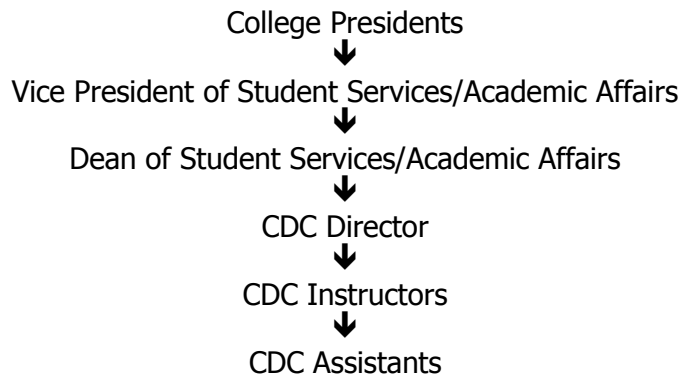 College Presidents
Vice President of Student Services/Academic Affairs
Dean of Student Services/Academic Affairs
CDC Director
CDC Instructors
CDC Assistants